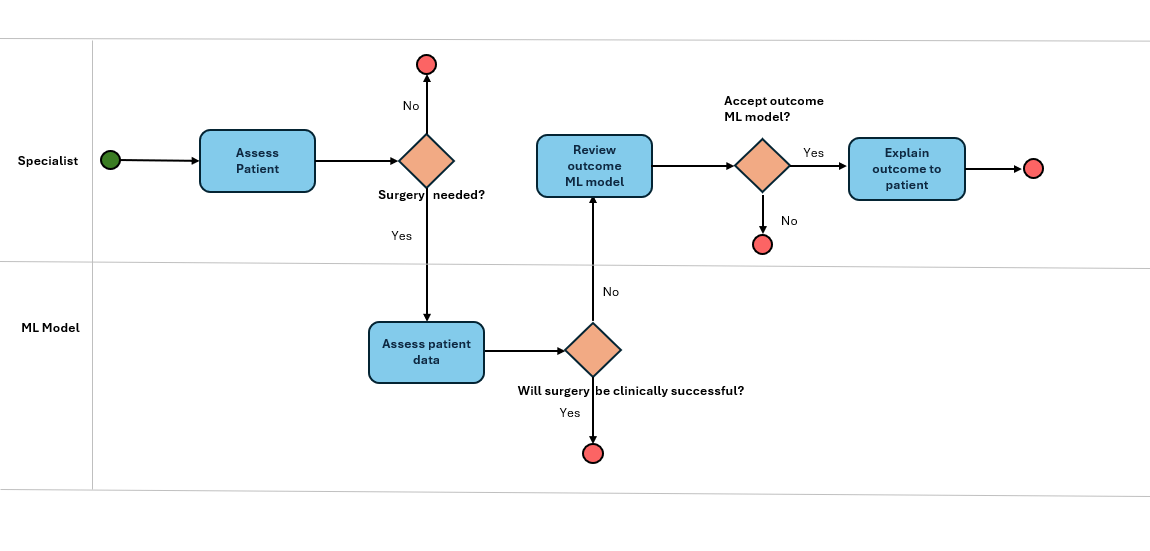 Specialist
Assess
Patient
No
Surgery needed?
Yes
Review
outcome
ML model
Accept outcome
ML model?
Yes
No
Explain
outcome to
patient
ML Model
Assess patient
data
No
Will surgery be clinically successful?
Yes